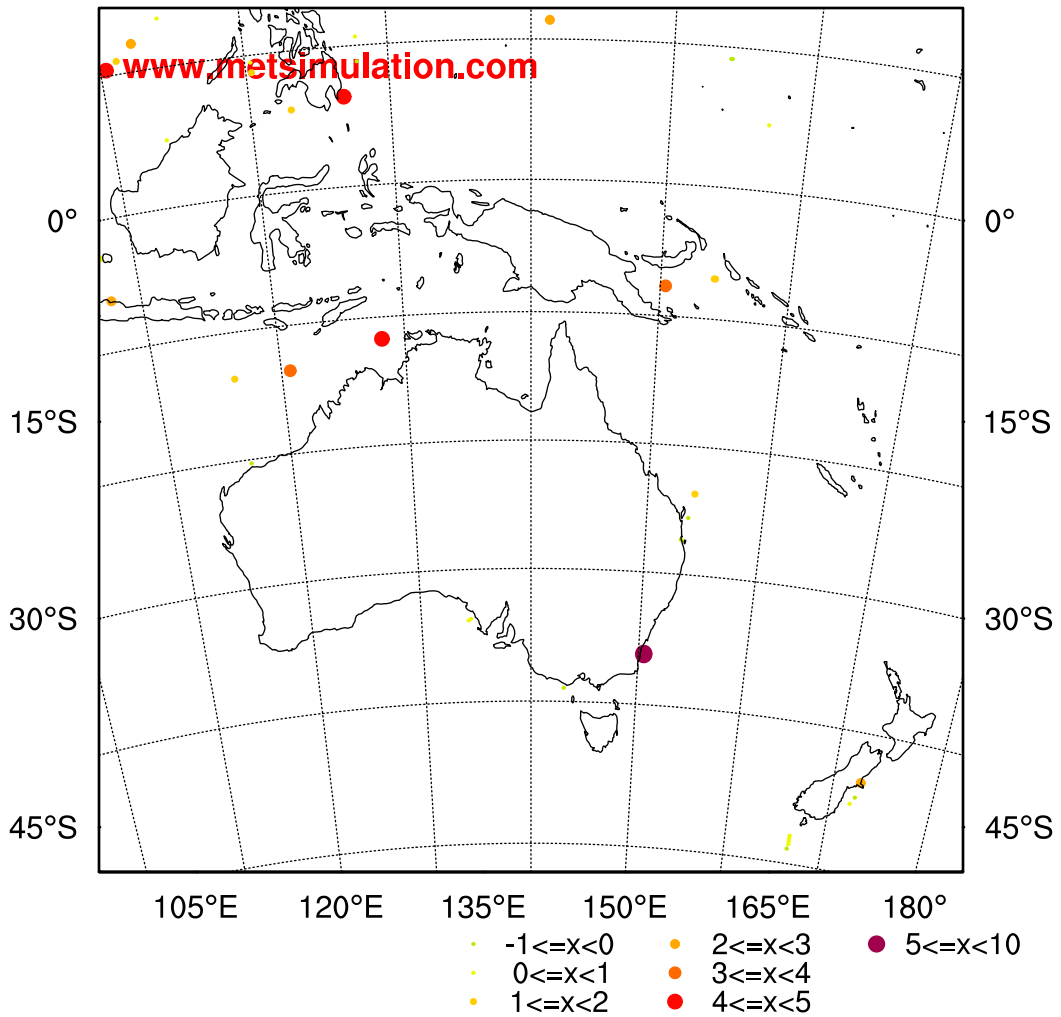 www.metsimulation.com
0° 0°
15°S 15°S
30°S 30°S
45°S 45°S
105°E 120°E 135°E 150°E 165°E 180°
-1<=x<0 2<=x<3 5<=x<10
0<=x<1 3<=x<4
1<=x<2 4<=x<5